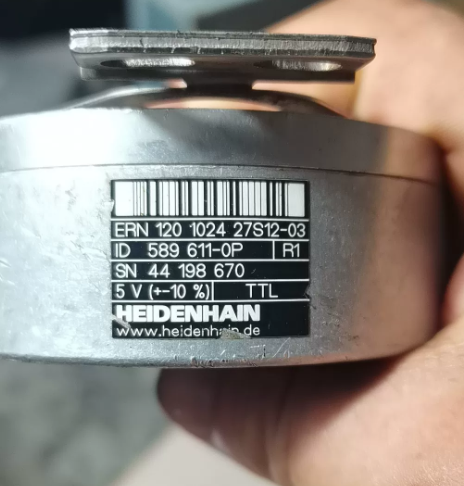 ERN 120 1024 27S12-03
ID 589 611-0P R1
SN 44 198 670
5 V (+-10 %) TTL
HEIDENHAIN
www.heidenhain.de